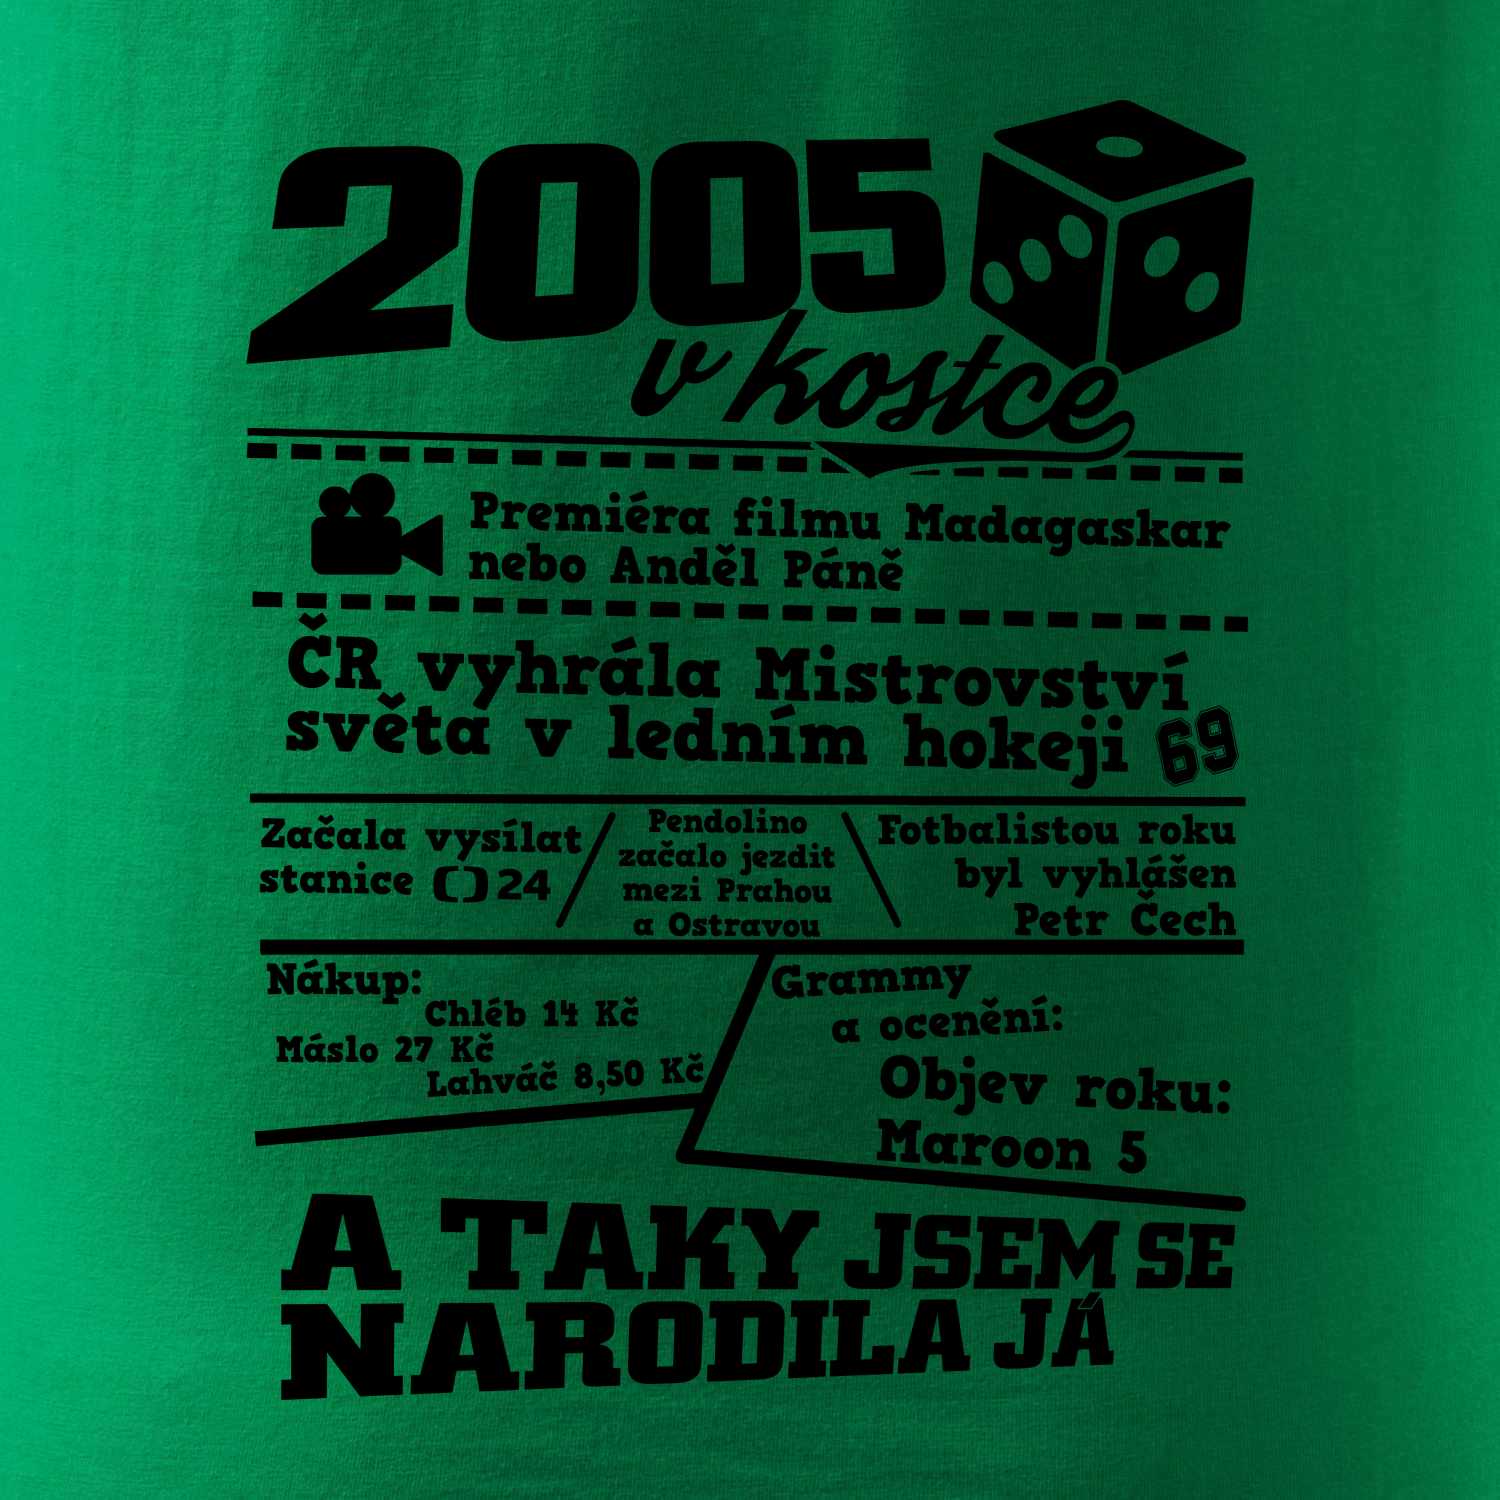 2005
v kostce
Premiéra filmu Madagaskar
nebo Anděl Páně
ČR vyhrála Mistrovství
světa v ledním hokeji 69
Začala vysílat
stanice 24
Pendolino
začalo jezdit
mezi Prahou
a Ostravou
Fotbalistou roku
byl vyhlášen
Petr Čech
Nákup:
Chléb 14 Kč
Máslo 27 Kč
Lahváč 8,50 Kč
Grammy
a ocenění:
Objev roku:
Maroon 5
A TAKY JSEM SE
NARODILA JÁ